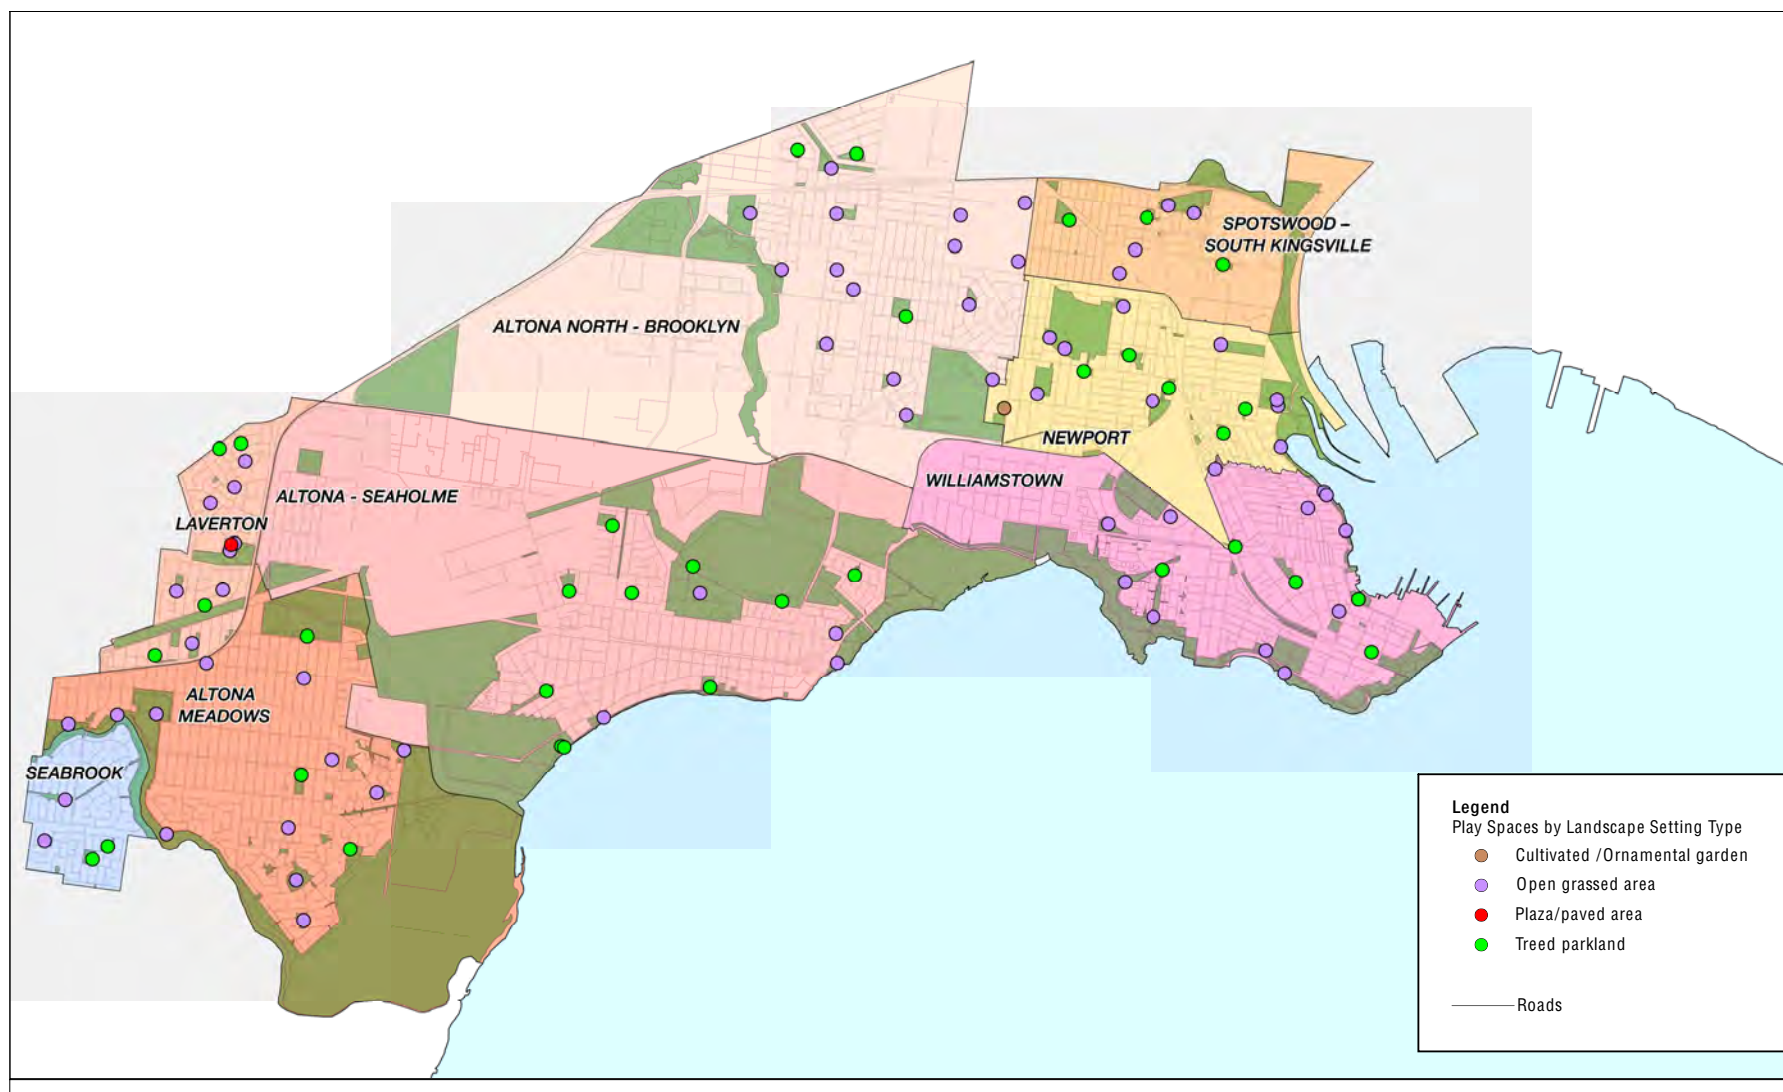 SPOTSWOOD –
SOUTH KINGSVILLE
ALTONA NORTH - BROOKLYN
NEWPORT
WILLIAMSTOWN
ALTONA - SEAHOLME
LAVERTON
ALTONA
MEADOWS
SEABROOK
Legend
Play Spaces by Landscape Setting Type
Cultivated /Ornamental garden
Open grassed area
Plaza/paved area
Treed parkland
Roads